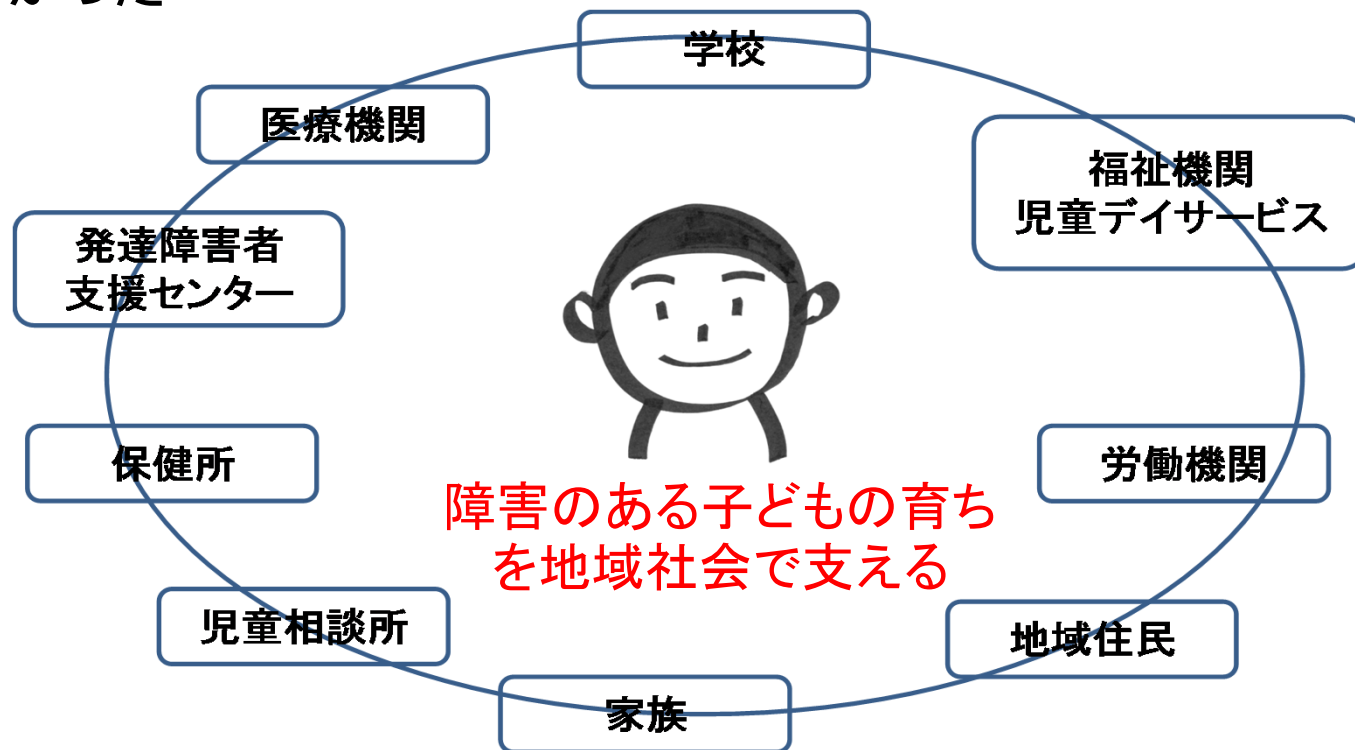 学校
医療機関
福祉機関
児童デイサービス
発達障害者
支援センター
保健所
労働機関
障害のある子どもの育ち
を地域社会で支える
児童相談所
地域住民
家族